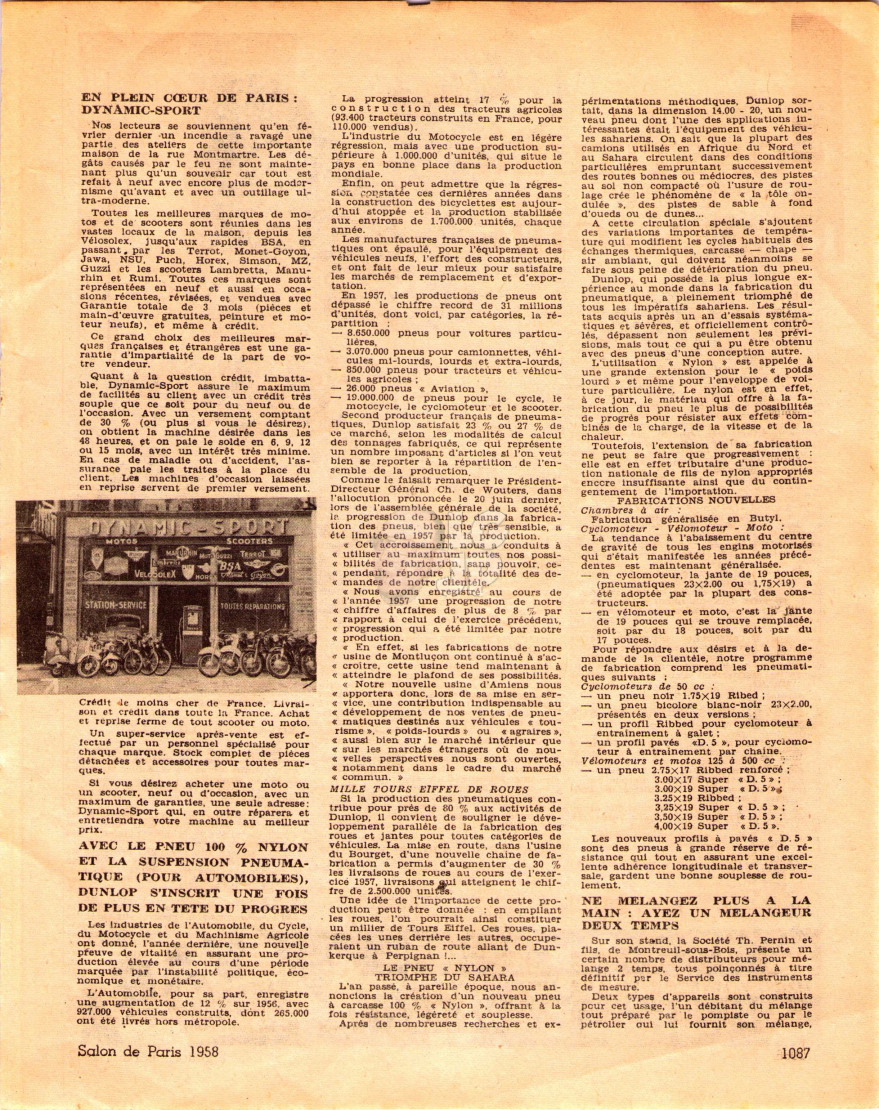 EN PLEIN CŒUR DE PARIS :
DYNAMIC-SPORT
Nos lecteurs se souviennent qu'en fé-
vrier dernier un incendie a ravagé une
partie des ateliers de cette importante
maison de la rue Montmartre. Les dé-
gâts causés par le feu ne sont mainte-
nant plus qu'un souvenir car tout est
refait à neuf avec encore plus de moder-
nisme qu'avant et avec un outillage ul-
tra-moderne.
Toutes les meilleures marques de mo-
tos et de scooters sont réunies dans les
vastes locaux de la maison, depuis les
Vélosolex, jusqu'aux rapides BSA, en
passant par les Terrot, Monet-Goyon,
Jawa, NSU, Puch, Horex, Simson, MZ,
Guzzi et les scooters Lambretta, Manu-
rhin et Rumi. Toutes ces marques sont
représentées en neuf et aussi en occa-
sions récentes, révisées, et vendues avec
Garantie totale de 3 mois (pièces et
main-d'œuvre gratuites, peinture et mo-
teur neufs), et même à crédit.
Ce grand choix des meilleures mar-
ques françaises et étrangères est une ga-
rantie d'impartialité de la part de vo-
tre vendeur.
Quant à la question crédit, imbatta-
ble, Dynamic-Sport assure le maximum
de facilités au client avec un crédit très
souple que ce soit pour du neuf ou de
l'occasion. Avec un versement comptant
de 30 % (ou plus si vous le désirez),
on obtient la machine désirée dans les
48 heures, et on paie le solde en 6, 9, 12
ou 15 mois, avec un intérêt très minime.
En cas de maladie ou d'accident, l'as-
surance paie les traites à la place du
client. Les machines d'occasion laissées
en reprise servent de premier versement.
DYNAMIC-SPORT
MOTOS SCOOTERS
TERROT
BSA
VELOSOLEX
STATION-SERVICE
TOUTES REPARATIONS
Crédit le moins cher de France. Livrai-
son et crédit dans toute la France. Achat
et reprise ferme de tout scooter ou moto.
Un super-service après-vente est ef-
fectué par un personnel spécialisé pour
chaque marque. Stock complet de pièces
détachées et accessoires pour toutes mar-
ques.
Si vous désirez acheter une moto ou
un scooter, neuf ou d'occasion, avec un
maximum de garanties, une seule adresse :
Dynamic-Sport qui, en outre réparera et
entretiendra votre machine au meilleur
prix.
AVEC LE PNEU 100 % NYLON
ET LA SUSPENSION PNEUMA-
TIQUE (POUR AUTOMOBILES),
DUNLOP S'INSCRIT UNE FOIS
DE PLUS EN TETE DU PROGRES
Les industries de l'Automobile, du Cycle,
du Motocycle et du Machinisme Agricole
ont donné, l'année dernière, une nouvelle
preuve de vitalité en assurant une pro-
duction élevée au cours d'une période
marquée par l'instabilité politique, éco-
nomique et monétaire.
L'Automobile, pour sa part, enregistre
une augmentation de 12 % sur 1956, avec
927.000 véhicules construits, dont 265.000
ont été livrés hors métropole.
La progression atteint 17 % pour la
construction des tracteurs agricoles
(93.400 tracteurs construits en France, pour
110.000 vendus).
L'industrie du Motocycle est en légère
régression, mais avec une production su-
périeure à 1.000.000 d'unités, qui situe le
pays en bonne place dans la production
mondiale.
Enfin, on peut admettre que la régres-
sion constatée ces dernières années dans
la construction des bicyclettes est aujour-
d'hui stoppée et la production stabilisée
aux nunvirons de 1.700.000 unités, chaque
année.
Les manufactures françaises de pneuma-
tiques ont épaulé, pour l'équipement des
véhicules neufs, l'effort des constructeurs,
et ont fait de leur mieux pour satisfaire
les marchés de remplacement et d'expor-
tation.
En 1957, les productions de pneus ont
dépassé le chiffre record de 31 millions
d'unités, dont voici, par catégories, la ré-
partition :
— 8.650.000 pneus pour voitures particu-
lières,
— 3.070.000 pneus pour camionnettes, véhi-
cules mi-lourds, lourds et extra-lourds,
— 850.000 pneus pour tracteurs et véhicu-
les agricoles ;
— 26.000 pneus « Aviation »,
— 19.000.000 de pneus pour le cycle, le
motocycle, le cyclomoteur et le scooter.
Second producteur français de pneuma-
tiques, Dunlop satisfait 23 % ou 27 % de
ce marché, selon les modalités de calcul
des tonnages fabriqués, ce qui représente
un nombre imposant d'articles si l'on veut
bien se reporter à la répartition de l'en-
semble de la production.
Comme le faisait remarquer le Président-
Directeur Général Ch. de Wouters, dans
l'allocution prononcée le 20 juin dernier,
lors de l'assemblée générale de la société,
le progression de Dunlop dans la fabrica-
tion des pneus, bien que très sensible, a
été limitée en 1957 par la production.
« Cet accroissement nous a conduits à
« utiliser au maximum toutes nos possi-
« bilités de fabrication, sans pouvoir, ce-
« pendant, répondre à la totalité des de-
« mandes de notre clientèle.
« Nous avons enregistré au cours de
« l'année 1957 une progression de notre
« chiffre d'affaires de plus de 8 % par
« rapport à celui de l'exercice précédent,
« progression qui a été limitée par notre
« production.
« En effet, si les fabrications de notre
« usine de Montluçon ont continué à s'ac-
« croître, cette usine tend maintenant à
« atteindre le plafond de ses possibilités.
« Notre nouvelle usine d'Amiens nous
« apportera donc, lors de sa mise en ser-
« vice, une contribution indispensable au
« développement de nos ventes de pneu-
« matiques destinés aux véhicules « tou-
« risme », « poids-lourds » ou « agraires »,
« aussi bien sur le marché intérieur que
« sur les marchés étrangers où de nou-
« velles perspectives nous sont ouvertes,
« notamment dans le cadre du marché
« commun. »
MILLE TOURS EIFFEL DE ROUES
Si la production des pneumatiques con-
tribue pour près de 80 % aux activités de
Dunlop, il convient de souligner le déve-
loppement parallèle de la fabrication des
roues et jantes pour toutes catégories de
véhicules. La mise en route, dans l'usine
du Bourget, d'une nouvelle chaîne de fa-
brication a permis d'augmenter de 30 %
les livraisons de roues au cours de l'exer-
cice 1957, livraisons qui atteignent le chif-
fre de 2.500.000 unités.
Une idée de l'importance de cette pro-
duction peut être donnée : en empilant
les roues, l'on pourrait ainsi constituer
un millier de Tours Eiffel. Ces roues, pla-
cées les unes derrière les autres, occupe-
raient un ruban de route allant de Dun-
kerque à Perpignan !...
LE PNEU « NYLON »
TRIOMPHE DU SAHARA
L'an passé, à pareille époque, nous an-
noncions la création d'un nouveau pneu
à carcasse 100 % « Nylon », offrant à la
fois résistance, légèreté et souplesse.
Après de nombreuses recherches et ex-
périmentations méthodiques, Dunlop sor-
tait, dans la dimension 14.00 - 20, un nou-
veau pneu dont l'une des applications in-
téressantes était l'équipement des véhicu-
les sahariens. On sait que la plupart des
camions utilisés en Afrique du Nord et
au Sahara circulent dans des conditions
particulières empruntant successivement
des routes bonnes ou médiocres, des pistes
au sol non compacté où l'usure de rou-
lage crée le phénomène de « la tôle on-
dulée », des pistes de sable à fond
d'oueds ou de dunes...
A cette circulation spéciale s'ajoutent
des variations importantes de tempéra-
ture qui modifient les cycles habituels des
échanges thermiques, carcasse — chape —
air ambiant, qui doivent néanmoins se
faire sous peine de détérioration du pneu.
Dunlop, qui possède la plus longue ex-
périence au monde dans la fabrication du
pneumatique, a pleinement triomphé de
tous les impératifs sahariens. Les résul-
tats acquis après un an d'essais systéma-
tiques et sévères, et officiellement contrô-
lés, dépassent non seulement les prévi-
sions, mais tout ce qui a pu être obtenu
avec des pneus d'une conception autre.
L'utilisation « Nylon » est appelée à
une grande extension pour le « poids
lourd » et même pour l'enveloppe de voi-
ture particulière. Le nylon est en effet,
à ce jour, le matériau qui offre à la fa-
brication du pneu le plus de possibilités
de progrès pour résister aux effets com-
binés de la charge, de la vitesse et de la
chaleur.
Toutefois, l'extension de sa fabrication
ne peut se faire que progressivement :
elle est en effet tributaire d'une produc-
tion nationale de fils de nylon appropriés
encore insuffisante ainsi que du contin-
gentement de l'importation.
FABRICATIONS NOUVELLES
Chambres à air :
Fabrication généralisée en Butyl.
Cyclomoteur - Vélomoteur - Moto :
La tendance à l'abaissement du centre
de gravité de tous les engins motorisés
qui s'était manifestée les années précé-
dentes est maintenant généralisée.
— en cyclomoteur, la jante de 19 pouces,
(pneumatiques 23×2.00 ou 1,75×19) a
été adoptée par la plupart des cons-
tructeurs.
— en vélomoteur et moto, c'est la jante
de 19 pouces qui se trouve remplacée,
soit par du 18 pouces, soit par du
17 pouces.
Pour répondre aux désirs et à la de-
mande de la clientèle, notre programme
de fabrication comprend les pneumati-
ques suivants :
Cyclomoteurs de 50 cc :
— un pneu noir 1.75X19 Ribed ;
— un pneu bicolore blanc-noir 23×2.00,
présentés en deux versions ;
— un profil Ribbed pour cyclomoteur à
entrainement à galet ;
— un profil pavés «D. 5 », pour cyclomo-
teur à entrainement par chaine.
Vélomoteurs et motos 125 à 500 cc :
— un pneu 2.75X17 Ribbed renforcé ;
3.00X17 Super « D. 5 » ;
3.00X19 Super « D. 5 » ;
3.25X19 Ribbed ;
3,25X19 Super « D. 5 » ;
3,50X19 Super « D. 5 » ;
4,00X19 Super « D. 5 ».
Les nouveaux profils à pavés « D. 5 »
sont des pneus à grande réserve de ré-
sistance qui tout en assurant une excel-
lente adhérence longitudinale et transver-
sale, gardent une bonne souplesse de rou-
lement.
NE MELANGEZ PLUS A LA
MAIN : AYEZ UN MELANGEUR
DEUX TEMPS
Sur son stand, la Société Th. Pernin et
fils, de Montreuil-sous-Bois, présente un
certain nombre de distributeurs pour mé-
lange 2 temps, tous poinçonnés à titre
définitif par le Service des instruments
de mesure.
Deux types d'appareils sont construits
pour cet usage, l'un débitant du mélange
tout préparé par le pompiste ou par le
pétrolier qui lui fournit son mélange,
Salon de Paris 1958
1087